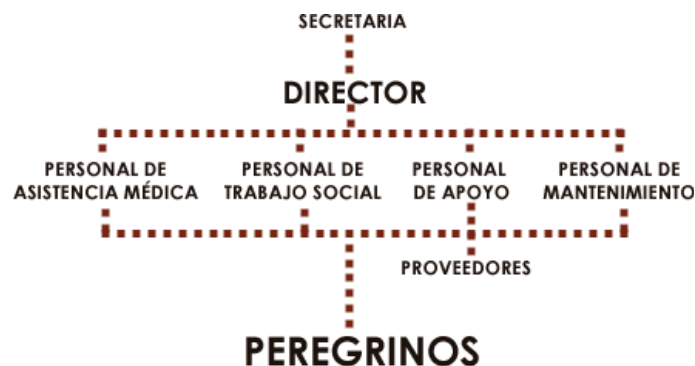 SECRETARIA
DIRECTOR
PERSONAL DE
ASISTENCIA MÉDICA
PERSONAL DE
TRABAJO SOCIAL
PERSONAL
DE APOYO
PERSONAL DE
MANTENIMIENTO
PROVEEDORES
PEREGRINOS